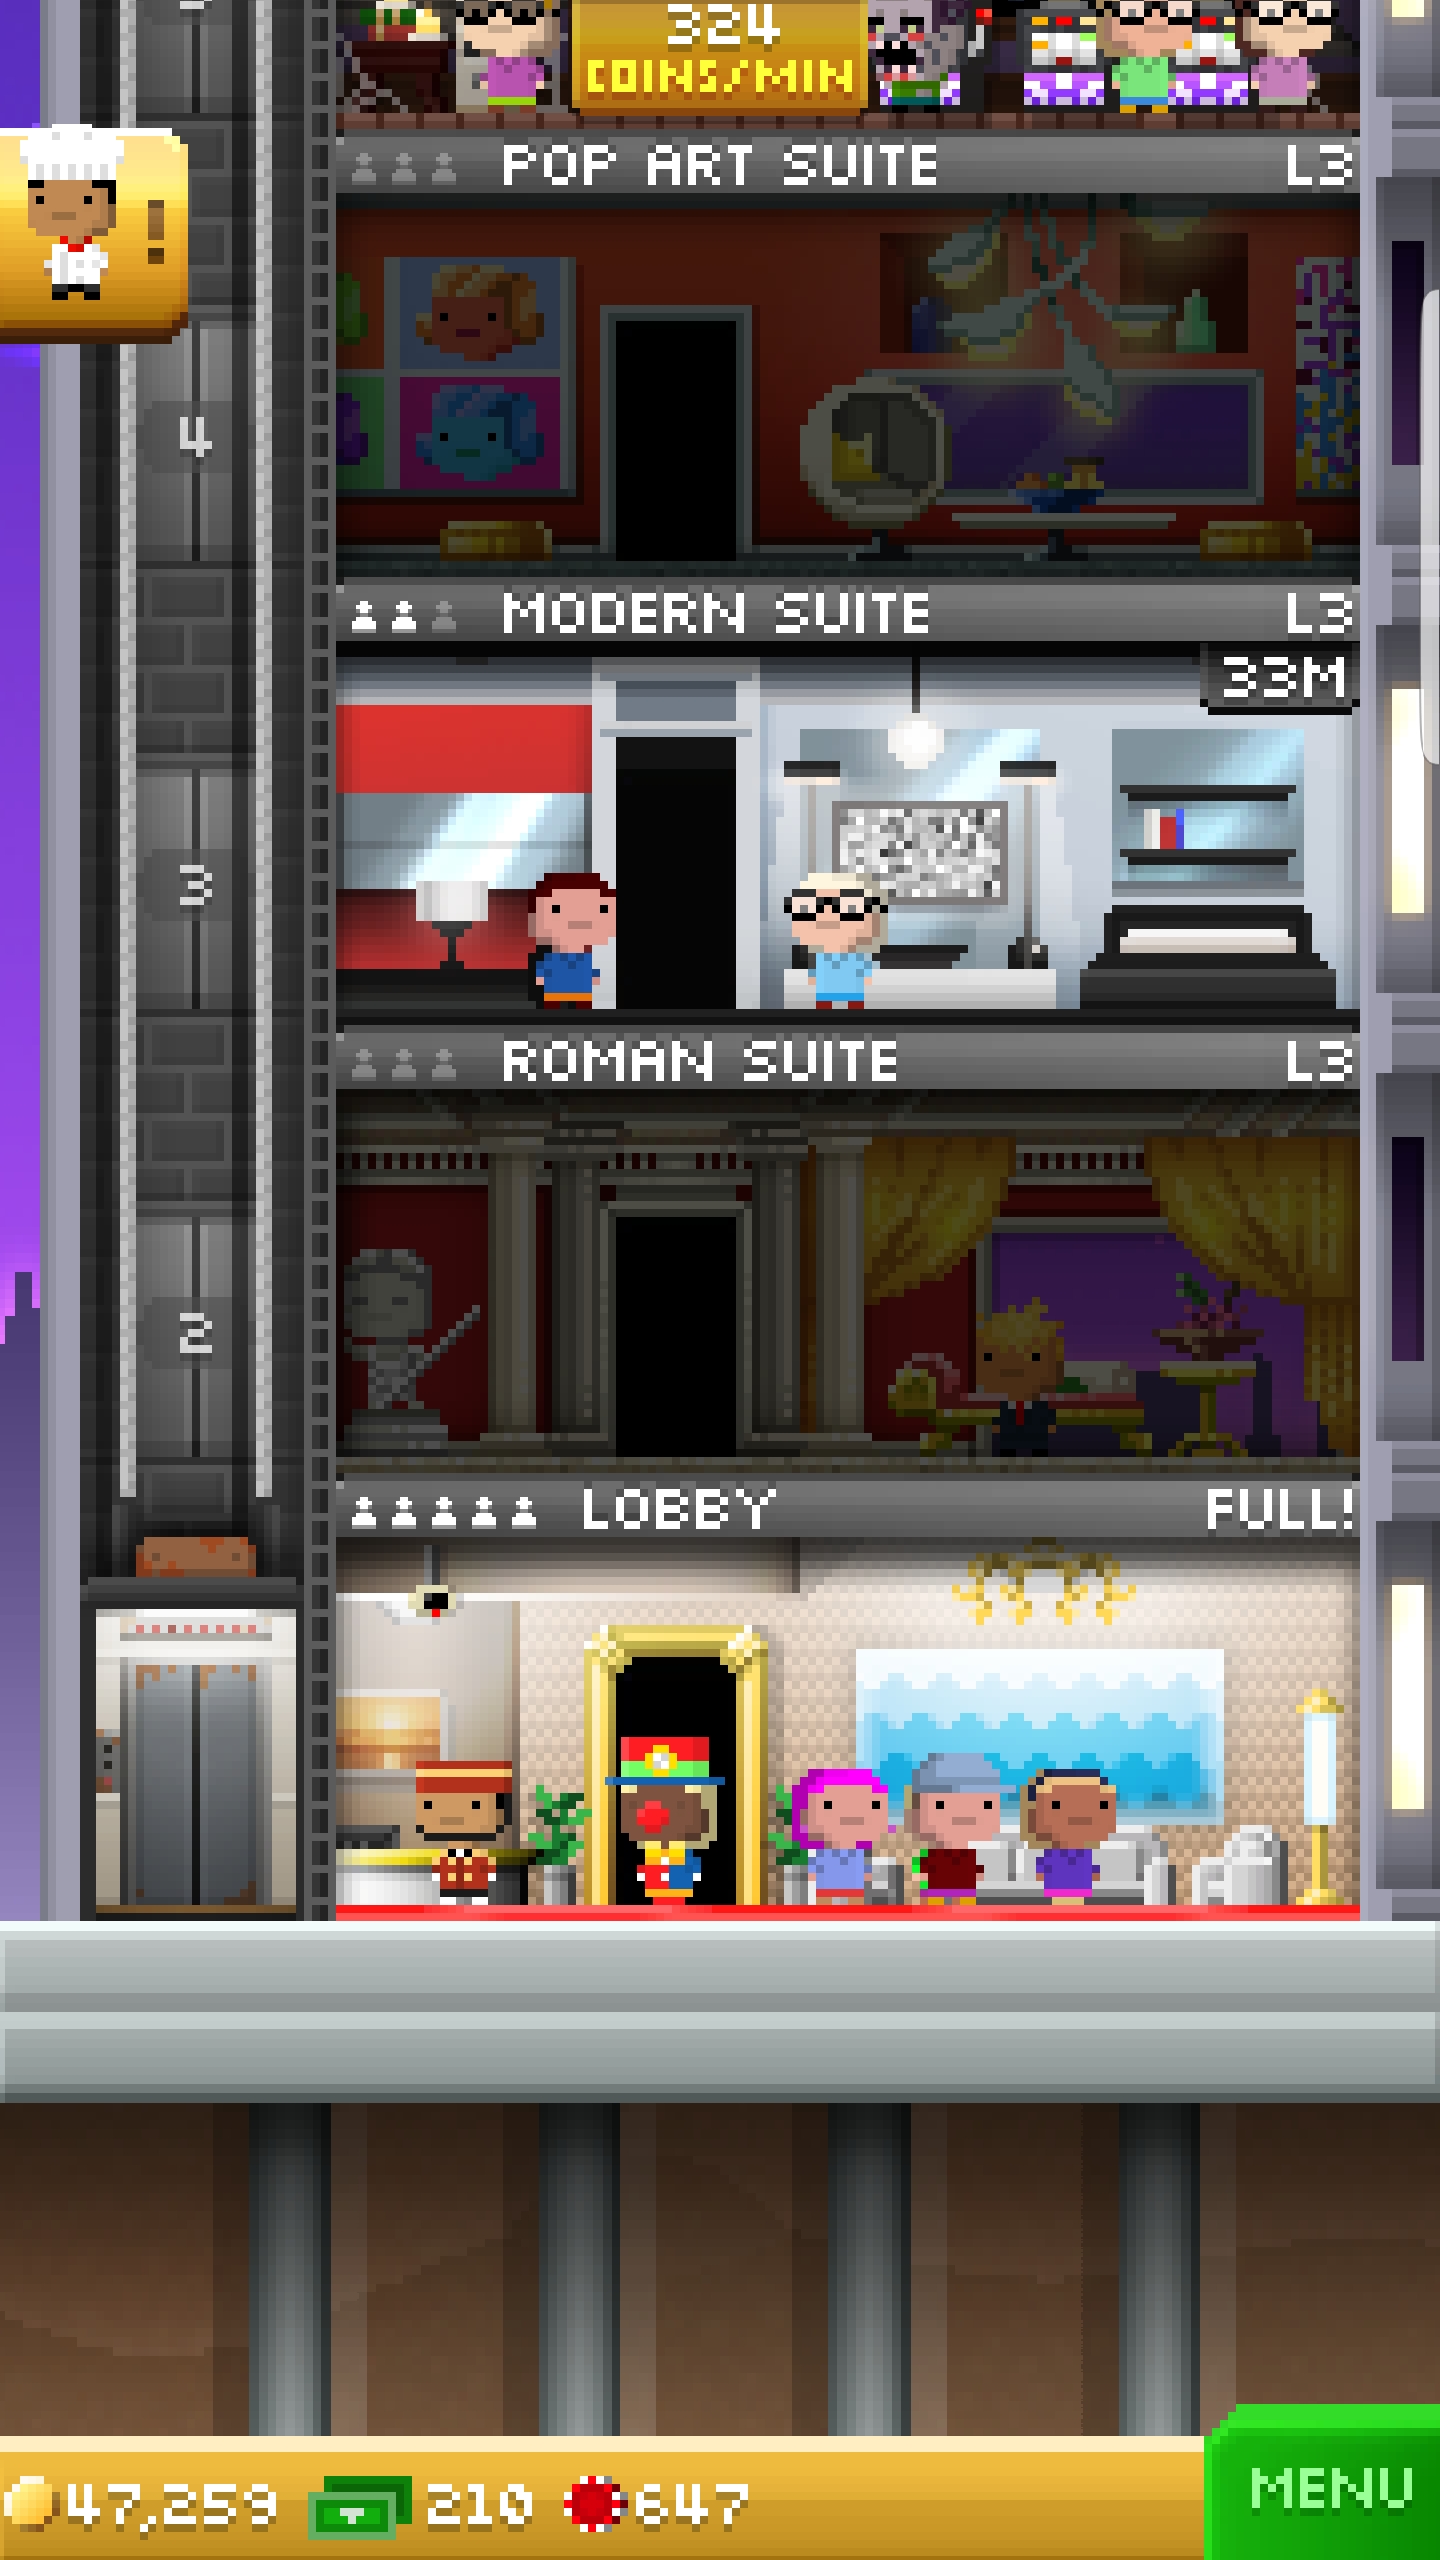 324
COINS/MIN
POP ART SUITE L3
!
4
MODERN SUITE L3
33M
3
ROMAN SUITE L3
2
LOBBY FULL!
47,259 210 647
MENU